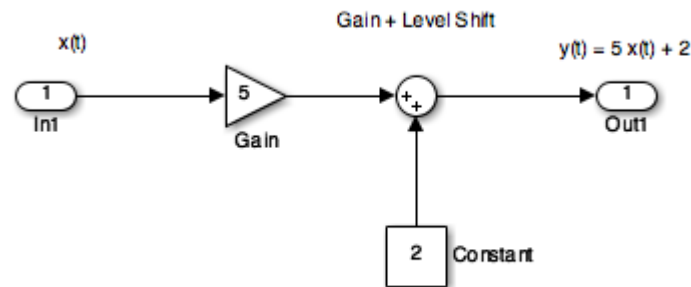 Gain + Level Shift
x(t)
y(t) = 5 x(t) + 2
1
5
+
+
1
In1
Gain
Out1
2
Constant